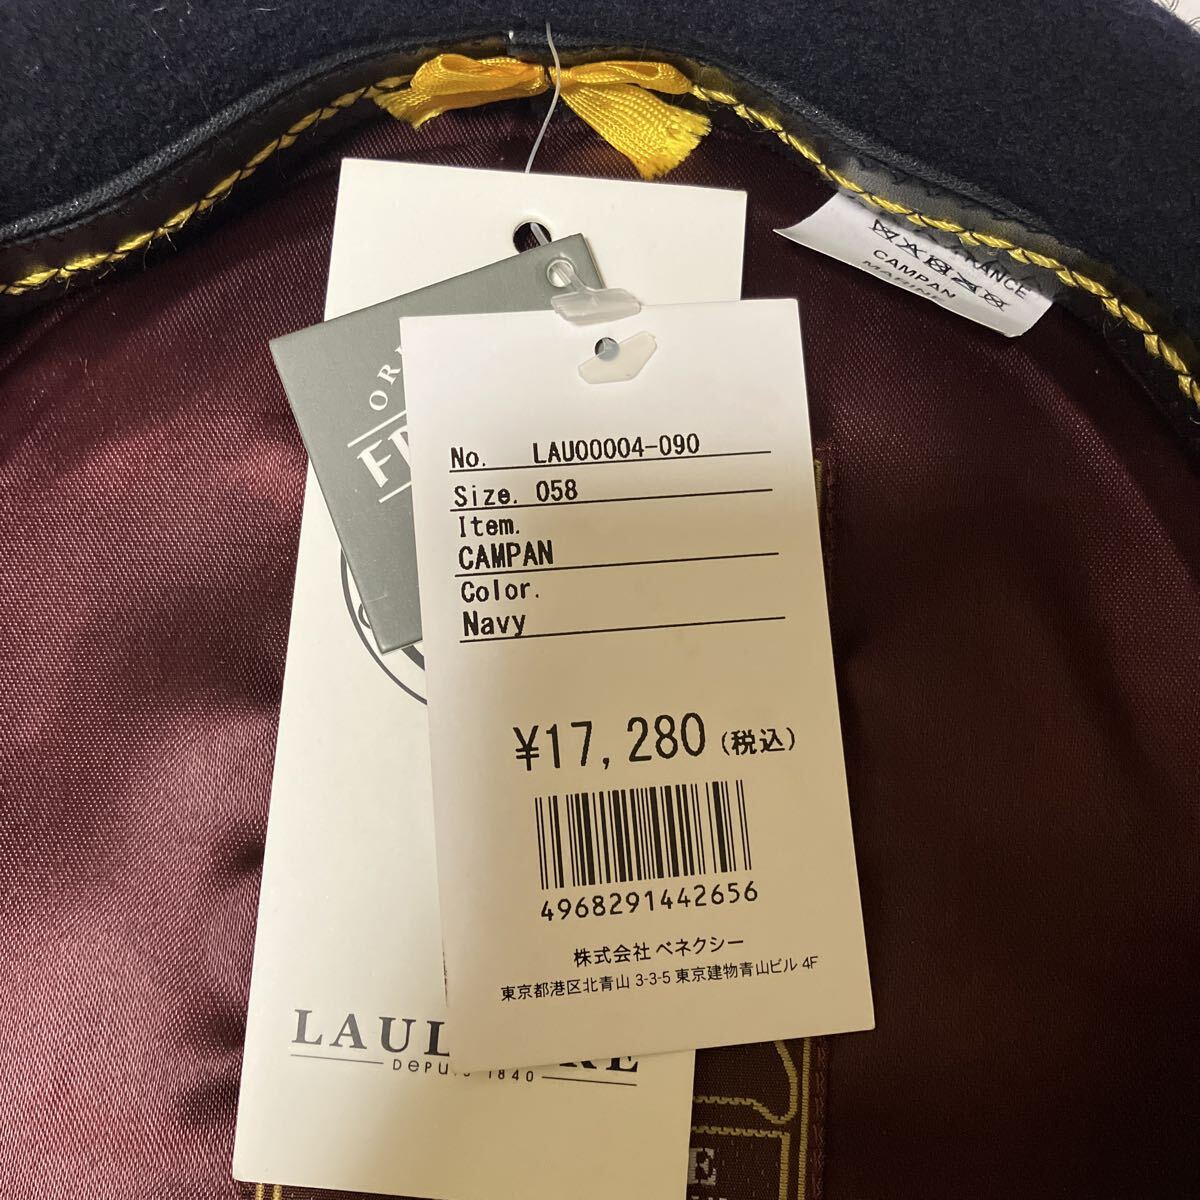 No. LAU00004-090
Size. 058
Item.
CAMPAN
Color.
Navy
¥17,280 (税込)
4968291442656
株式会社 ベネクシー
東京都港区北青山 3-3-5 東京建物青山ビル 4F
DEPUIS 1840
FRANCE
CAMPAN
MARINE